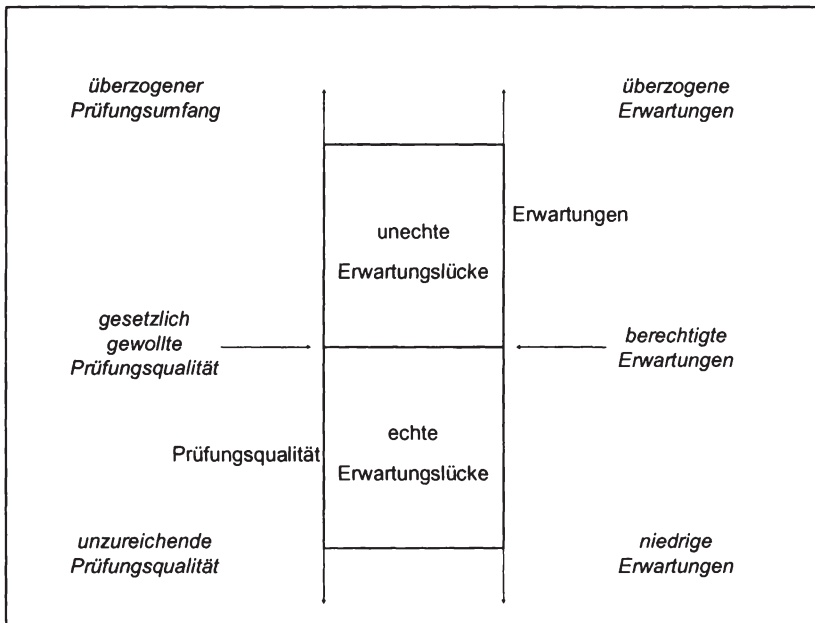 überzogener
Prüfungsumfang
überzogene
Erwartungen
Erwartungen
unechte
Erwartungslücke
gesetzlich
gewollte
Prüfungsqualität
berechtigte
Erwartungen
Prüfungsqualität
echte
Erwartungslücke
unzureichende
Prüfungsqualität
niedrige
Erwartungen